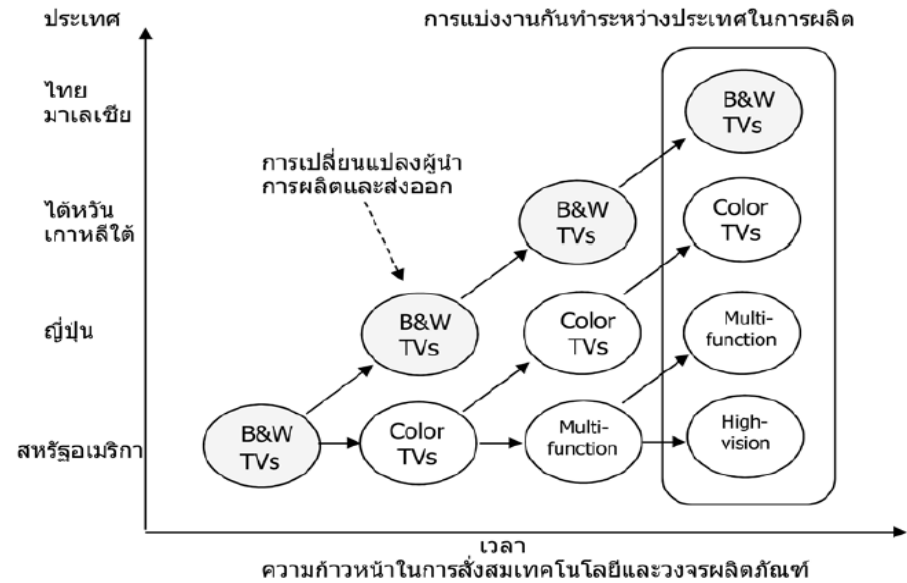 ประเทศ
การแบ่งงานกันทำระหว่างประเทศในการผลิต
ไทย
มาเลเซีย
B&W
TVs
การเปลี่ยนแปลงผู้นำ
การผลิตและส่งออก
ไต้หวัน
เกาหลีใต้
B&W
TVs
Color
TVs
ญี่ปุ่น
B&W
TVs
Color
TVs
Multi-
function
สหรัฐอเมริกา
B&W
TVs
Color
TVs
Multi-
function
High-
vision
เวลา
ความก้าวหน้าในการสั่งสมเทคโนโลยีและวงจรผลิตภัณฑ์